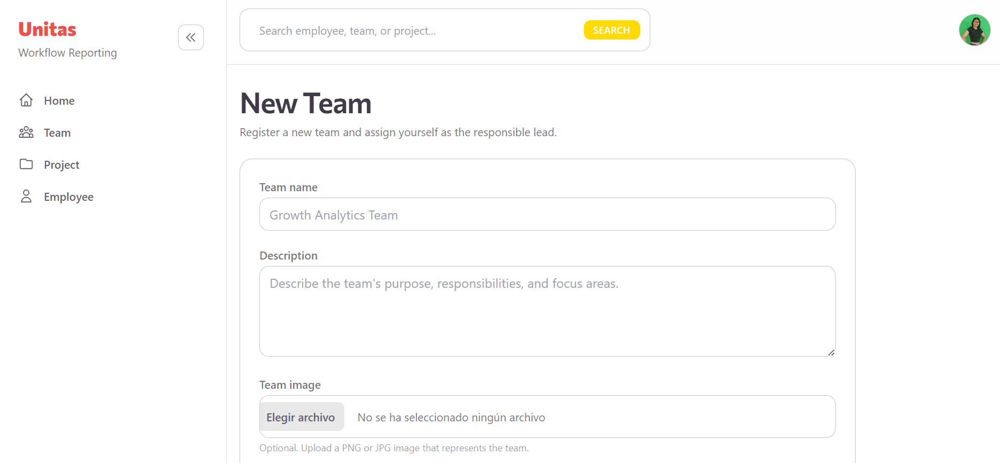 Unitas
Workflow Reporting
Home
Team
Project
Employee
Search employee, team, or project...
SEARCH
New Team
Register a new team and assign yourself as the responsible lead.
Team name
Growth Analytics Team
Description
Describe the team's purpose, responsibilities, and focus areas.
Team image
Elegir archivo No se ha seleccionado ningún archivo
Optional. Upload a PNG or JPG image that represents the team.